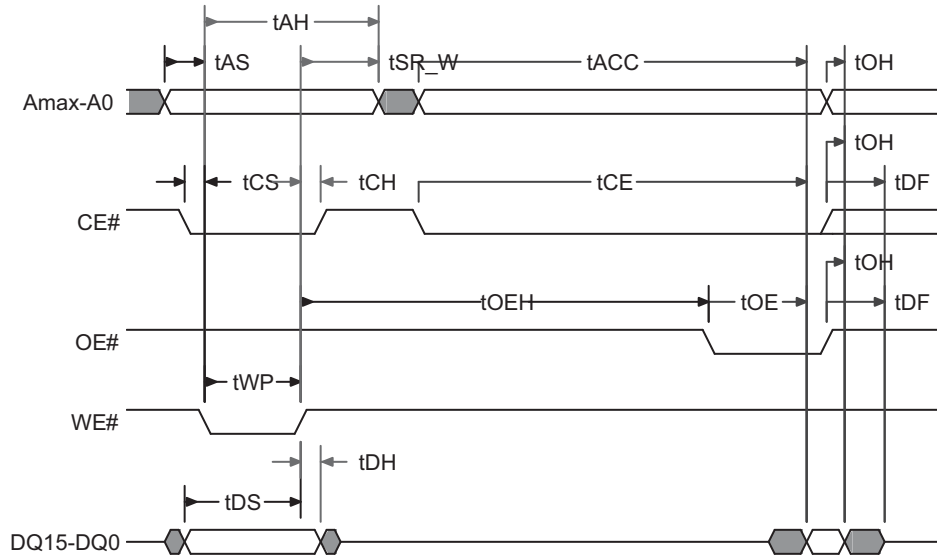 tAH
tAS tSR_W tACC tOH
Amax-A0
tOH
tCS tCH tCE tDF
CE#
tOH
tOEH tOE tDF
OE#
tWP
WE#
tDH
tDS
DQ15-DQ0